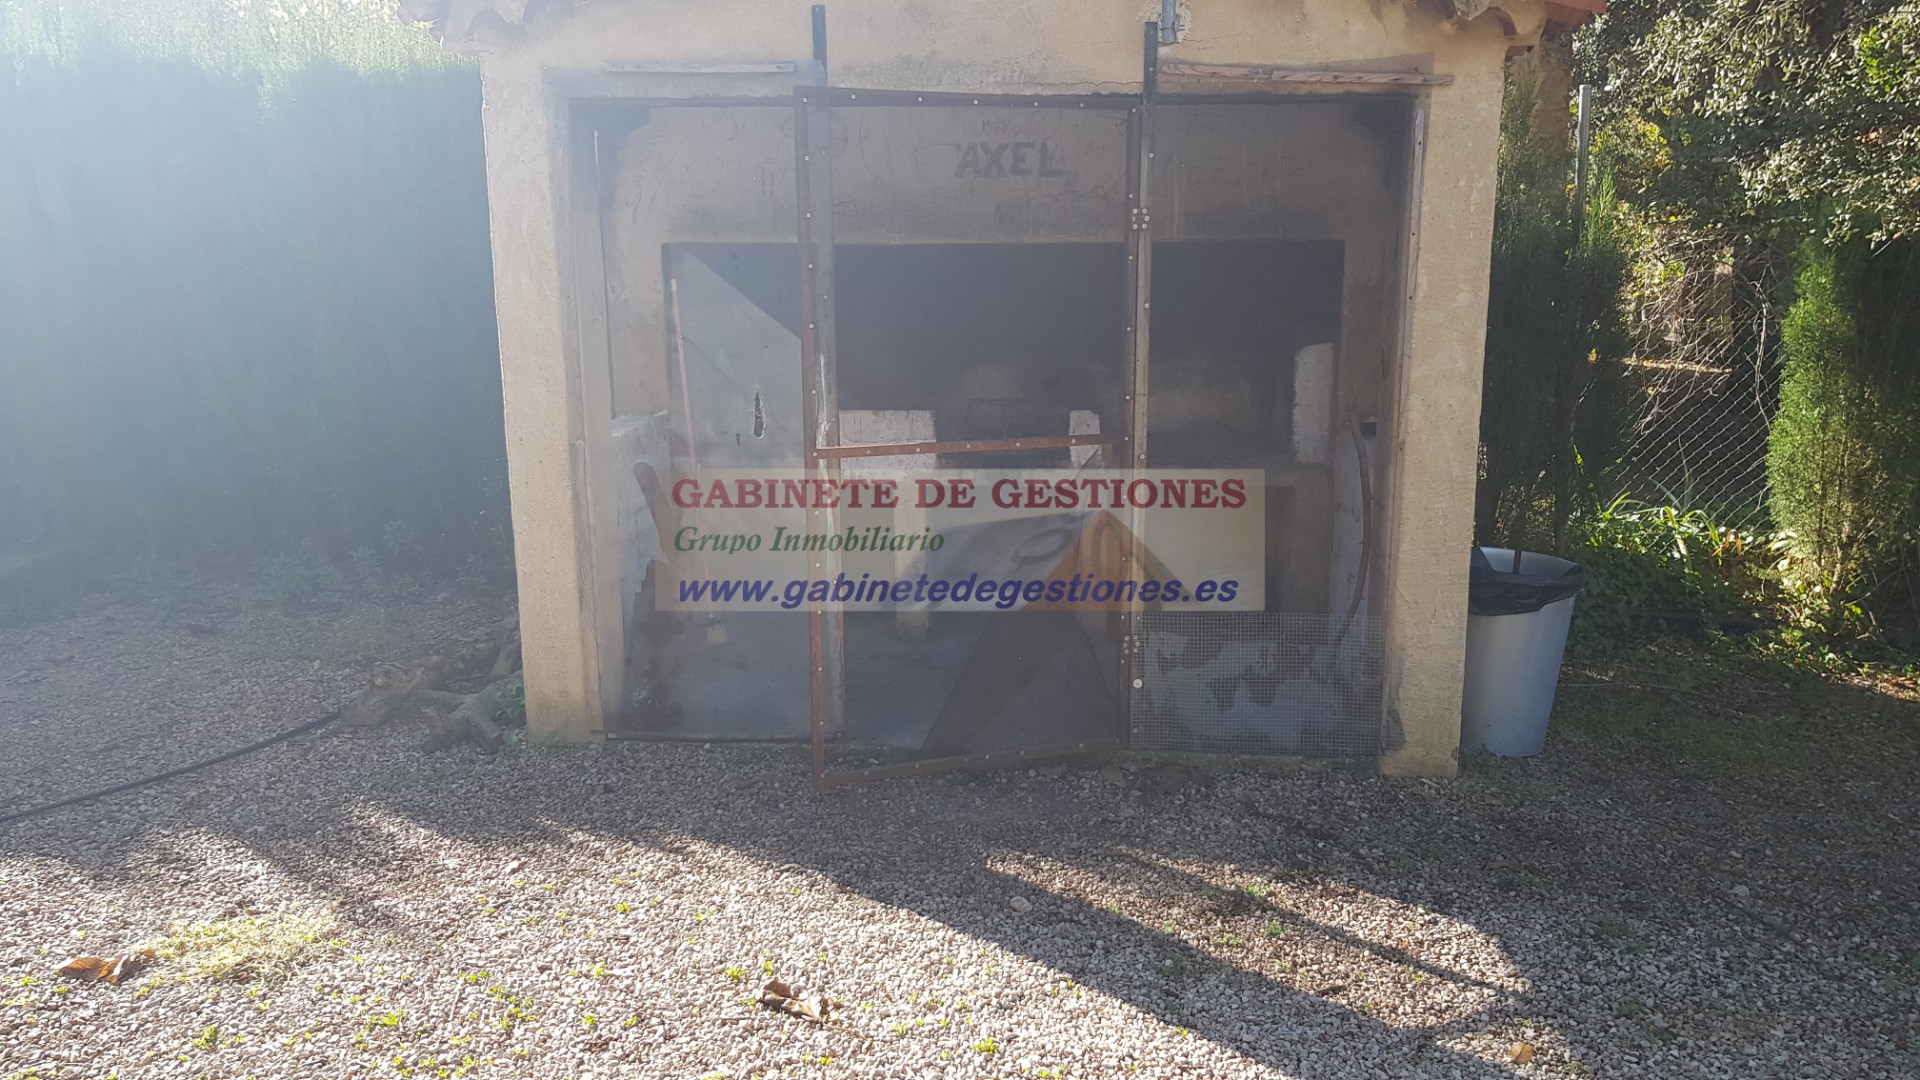 AXEL
GABINETE DE GESTIONES
Grupo Inmobiliario
www.gabinetedegestiones.es